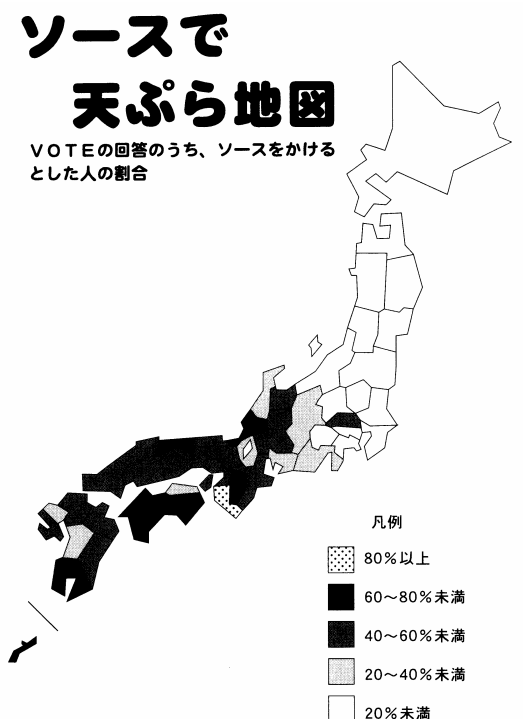 ソースで
天ぷら地図
VOTEの回答のうち、ソースをかける
とした人の割合
凡例
80%以上
60〜80%未満
40〜60%未満
20〜40%未満
20%未満